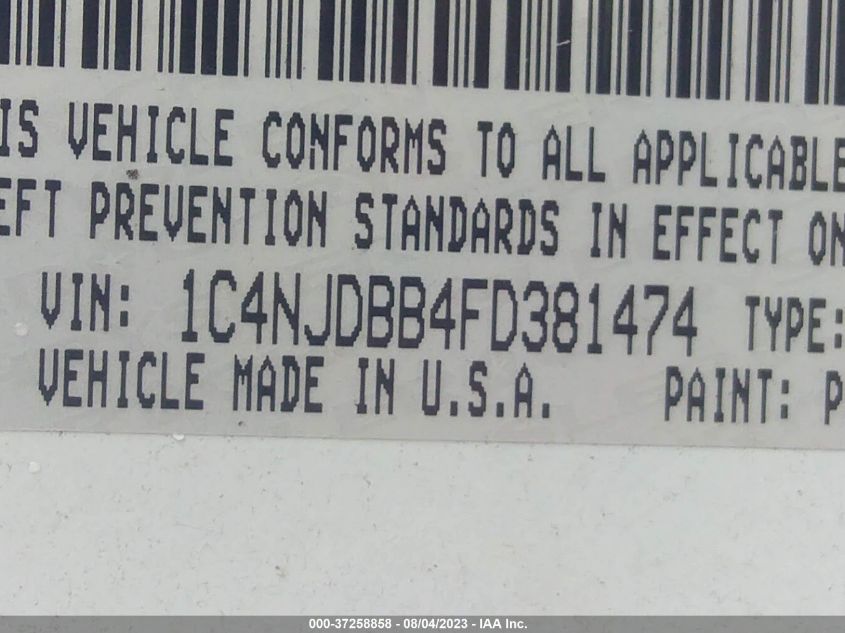 IS VEHICLE CONFORMS TO ALL APPLICABLE
EFT PREVENTION STANDARDS IN EFFECT ON
VIN: 1C4NJDBB4FD381474 TYPE:
VEHICLE MADE IN U.S.A. PAINT: P
000-37258858 - 08/04/2023 - IAA Inc.